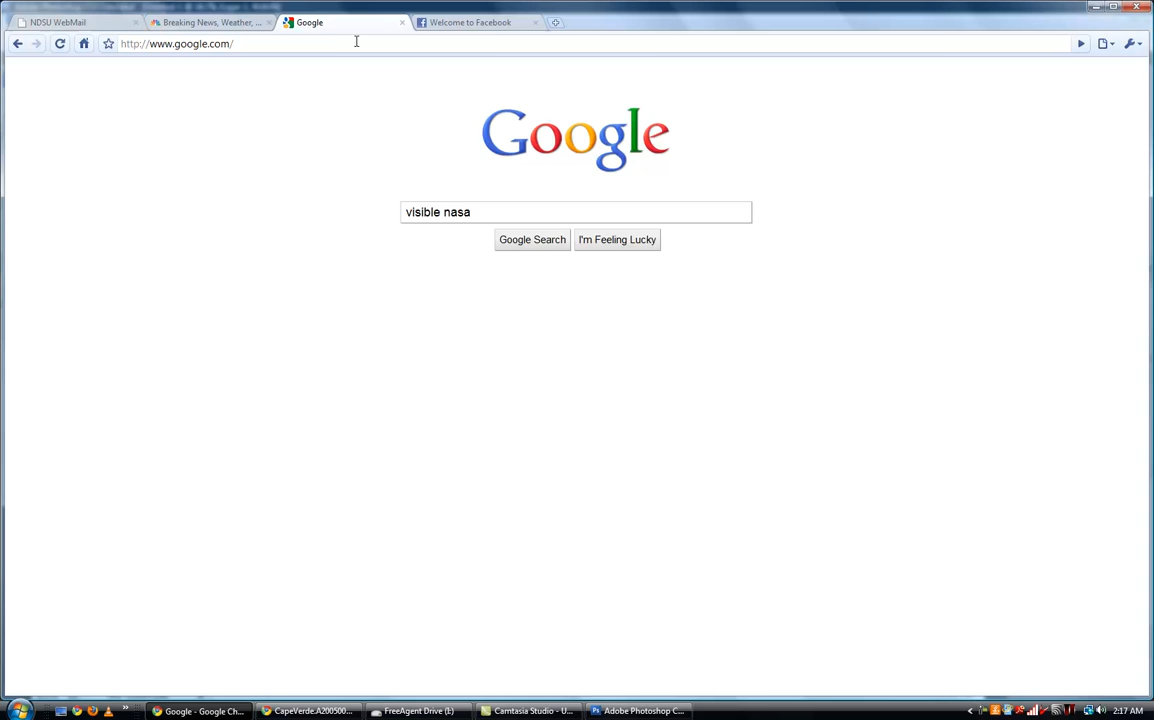 NDSU WebMail
Breaking News, Weather, ...
Google
Welcome to Facebook
http://www.google.com/
Google
visible nasa
Google Search
I'm Feeling Lucky
Google - Google Ch...
CapeVerde.A200500...
FreeAgent Drive (I:)
Camtasia Studio - U...
Adobe Photoshop C...
2:17 AM